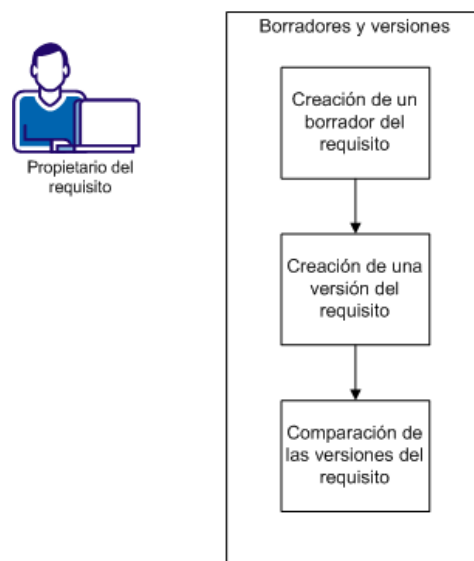 Borradores y versiones
Propietario del
requisito
Creación de un
borrador del
requisito
Creación de una
versión del
requisito
Comparación de
las versiones del
requisito